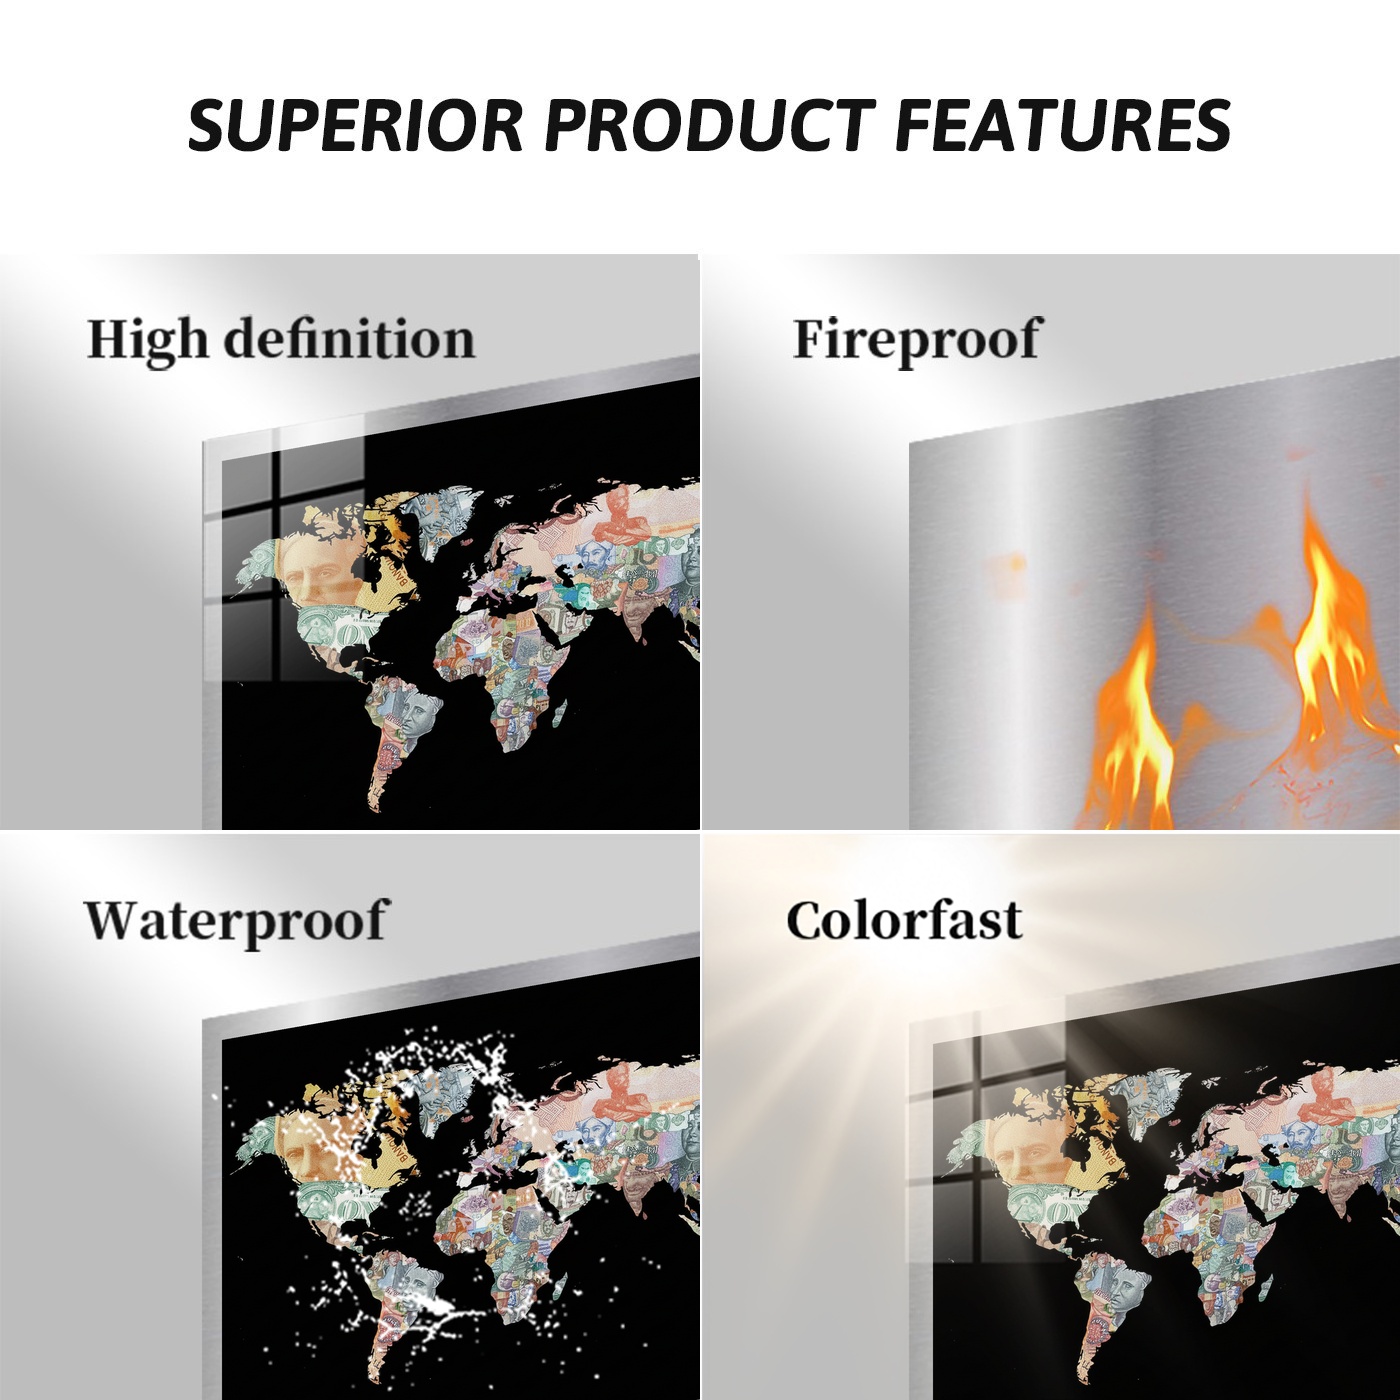 SUPERIOR PRODUCT FEATURES
High definition
Fireproof
Waterproof
Colorfast